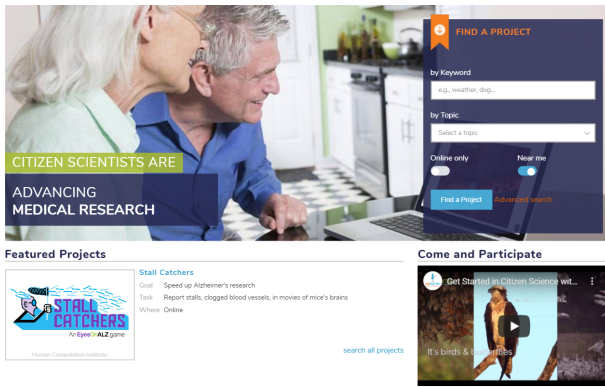 FIND A PROJECT
by Keyword
e.g., weather, dog...
by Topic
Select a topic
Online only Near me
Find a Project Advanced search
CITIZEN SCIENTISTS ARE
ADVANCING
MEDICAL RESEARCH
Featured Projects
STALL
CATCHERS
An EyesOnALZ game
Human Computation Institute
Stall Catchers
Goal Speed up Alzheimer's research
Task Report stalls, clogged blood vessels, in movies of mice's brains
Where Online
search all projects
Come and Participate
Get Started in Citizen Science wit...
It's birds & butterflies